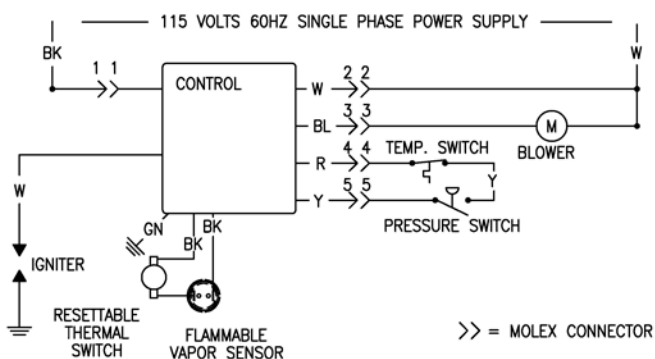 115 VOLTS 60HZ SINGLE PHASE POWER SUPPLY
BK
W
1 1
CONTROL
W
2 2
BL
3 3
M
BLOWER
R
4 4
TEMP. SWITCH
Y
Y
5 5
PRESSURE SWITCH
W
GN
BK
BK
IGNITER
RESETTABLE
THERMAL
SWITCH
FLAMMABLE
VAPOR SENSOR
>> = MOLEX CONNECTOR